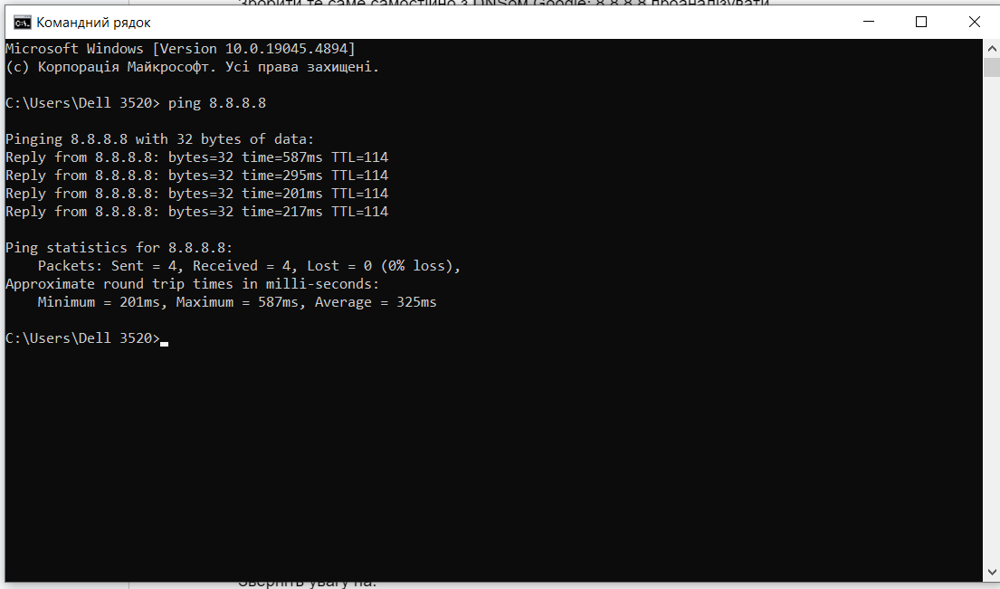 Зробити те саме самостійно з DNSом Google: 8.8.8.8 проаналізувати
Командний рядок
Microsoft Windows [Version 10.0.19045.4894]
(c) Корпорація Майкрософт. Усі права захищені.
C:\Users\Dell 3520> ping 8.8.8.8
Pinging 8.8.8.8 with 32 bytes of data:
Reply from 8.8.8.8: bytes=32 time=587ms TTL=114
Reply from 8.8.8.8: bytes=32 time=295ms TTL=114
Reply from 8.8.8.8: bytes=32 time=201ms TTL=114
Reply from 8.8.8.8: bytes=32 time=217ms TTL=114
Ping statistics for 8.8.8.8:
    Packets: Sent = 4, Received = 4, Lost = 0 (0% loss),
Approximate round trip times in milli-seconds:
    Minimum = 201ms, Maximum = 587ms, Average = 325ms
C:\Users\Dell 3520>
Зверніть увагу на: